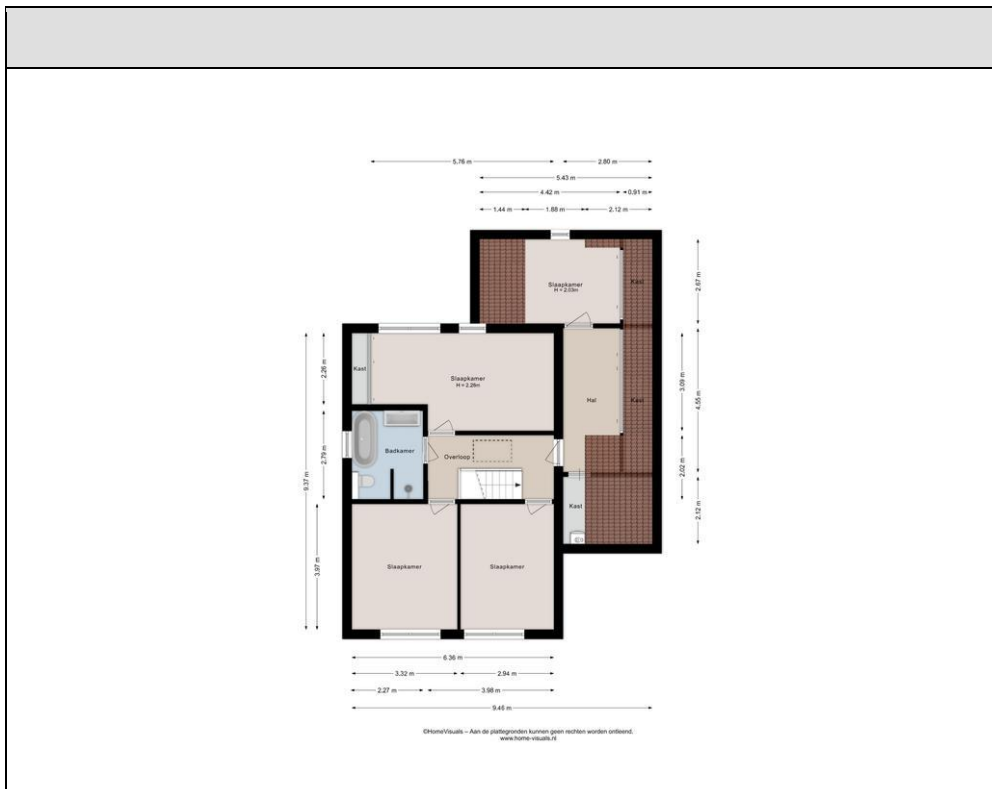 5.76 m
2.80 m
5.43 m
4.42 m
0.91 m
1.44 m
1.88 m
2.12 m
Slaapkamer
H = 2.03m
Kast
2.67 m
Kast
Slaapkamer
H = 2.26m
Hal
Kast
2.26 m
3.09 m
4.55 m
Badkamer
Overloop
2.79 m
9.37 m
2.02 m
Kast
2.12 m
Slaapkamer
Slaapkamer
3.97 m
6.36 m
3.32 m
2.94 m
2.27 m
3.98 m
9.46 m
©HomeVisuals – Aan de plattegronden kunnen geen rechten worden ontleend.
www.home-visuals.nl